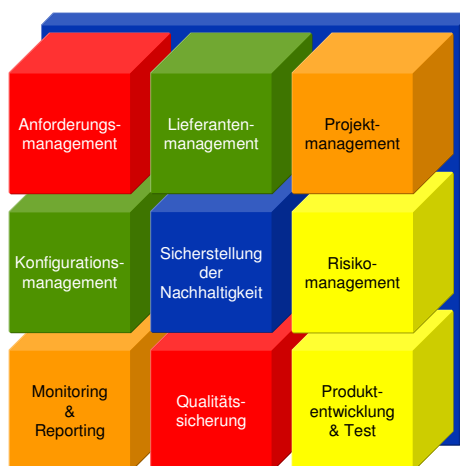 Anforderungs-
management
Lieferanten-
management
Projekt-
management
Konfigurations-
management
Sicherstellung
der
Nachhaltigkeit
Risiko-
management
Monitoring
&
Reporting
Qualitäts-
sicherung
Produkt-
entwicklung
& Test